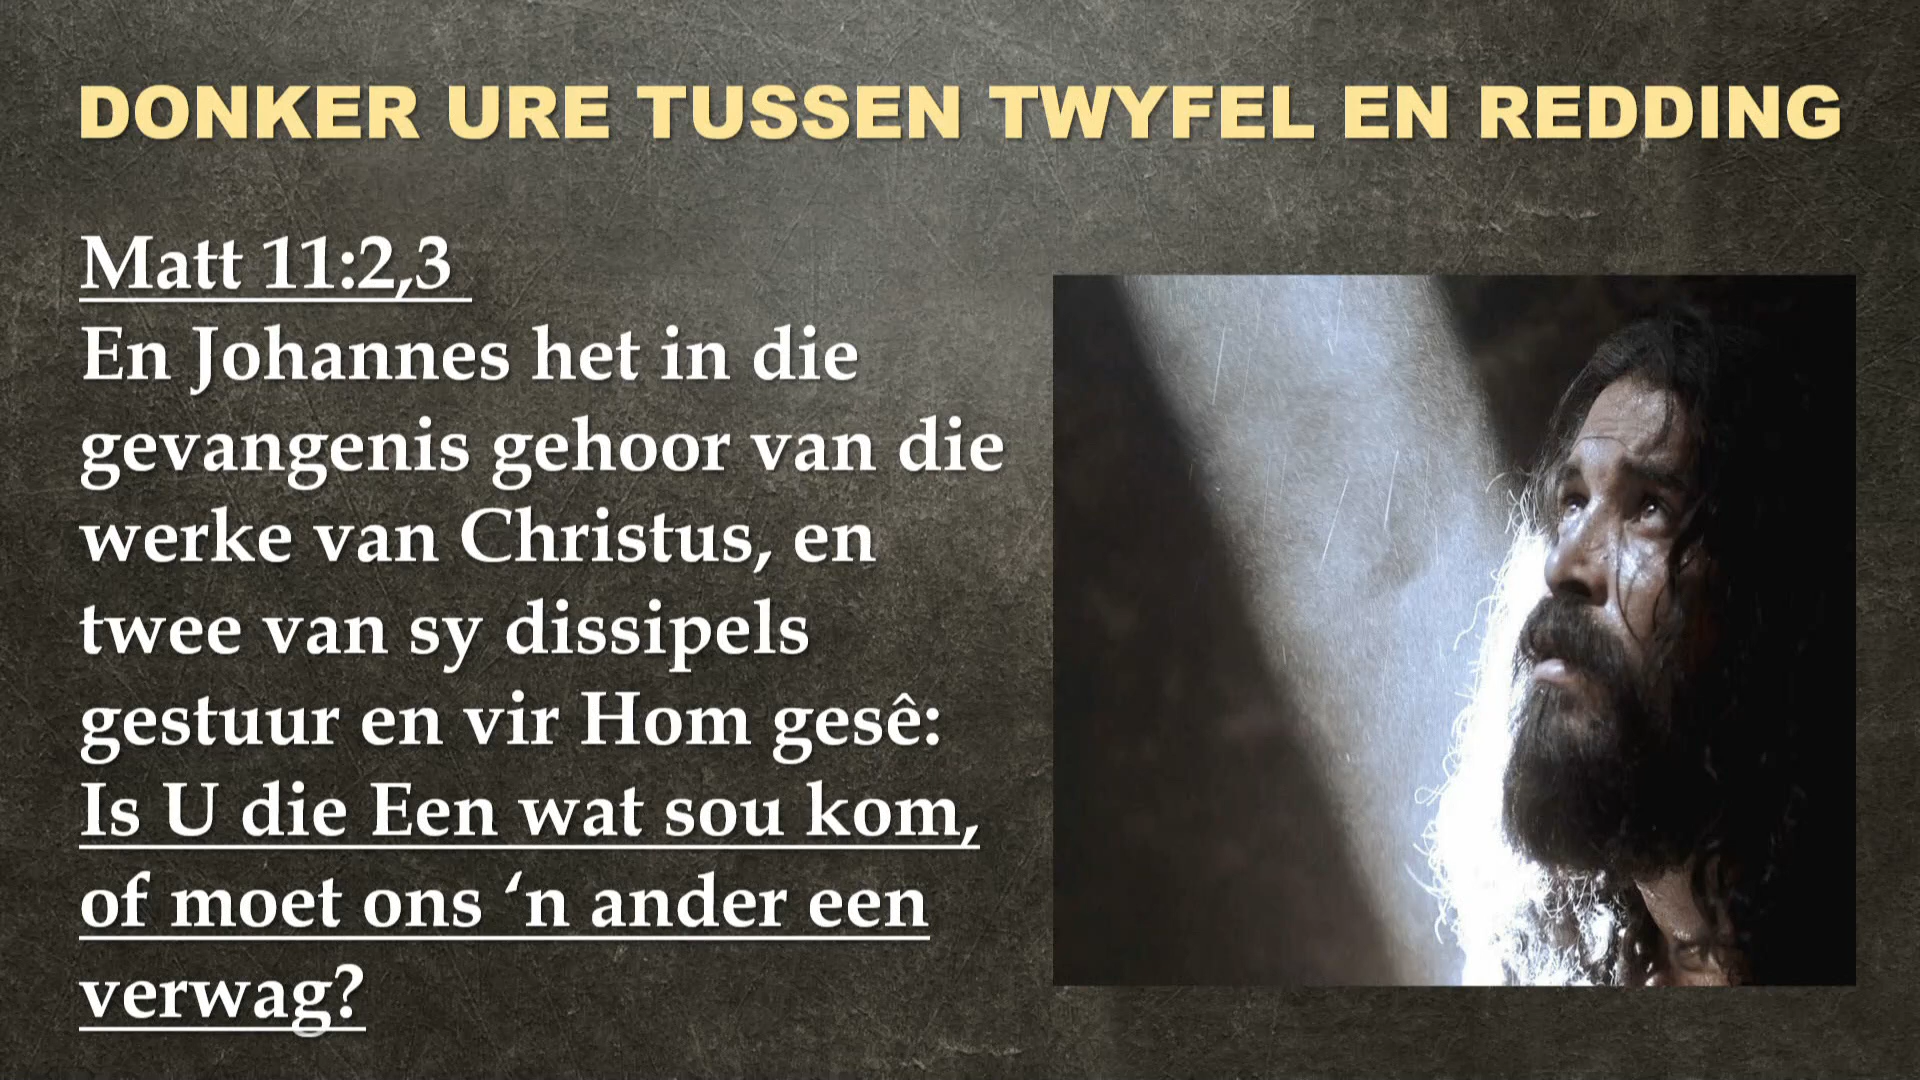 DONKER URE TUSSEN TWYFEL EN REDDING
Matt 11:2,3
En Johannes het in die
gevangenis gehoor van die
werke van Christus, en
twee van sy dissipels
gestuur en vir Hom gesê:
Is U die Een wat sou kom,
of moet ons ‘n ander een
verwag?